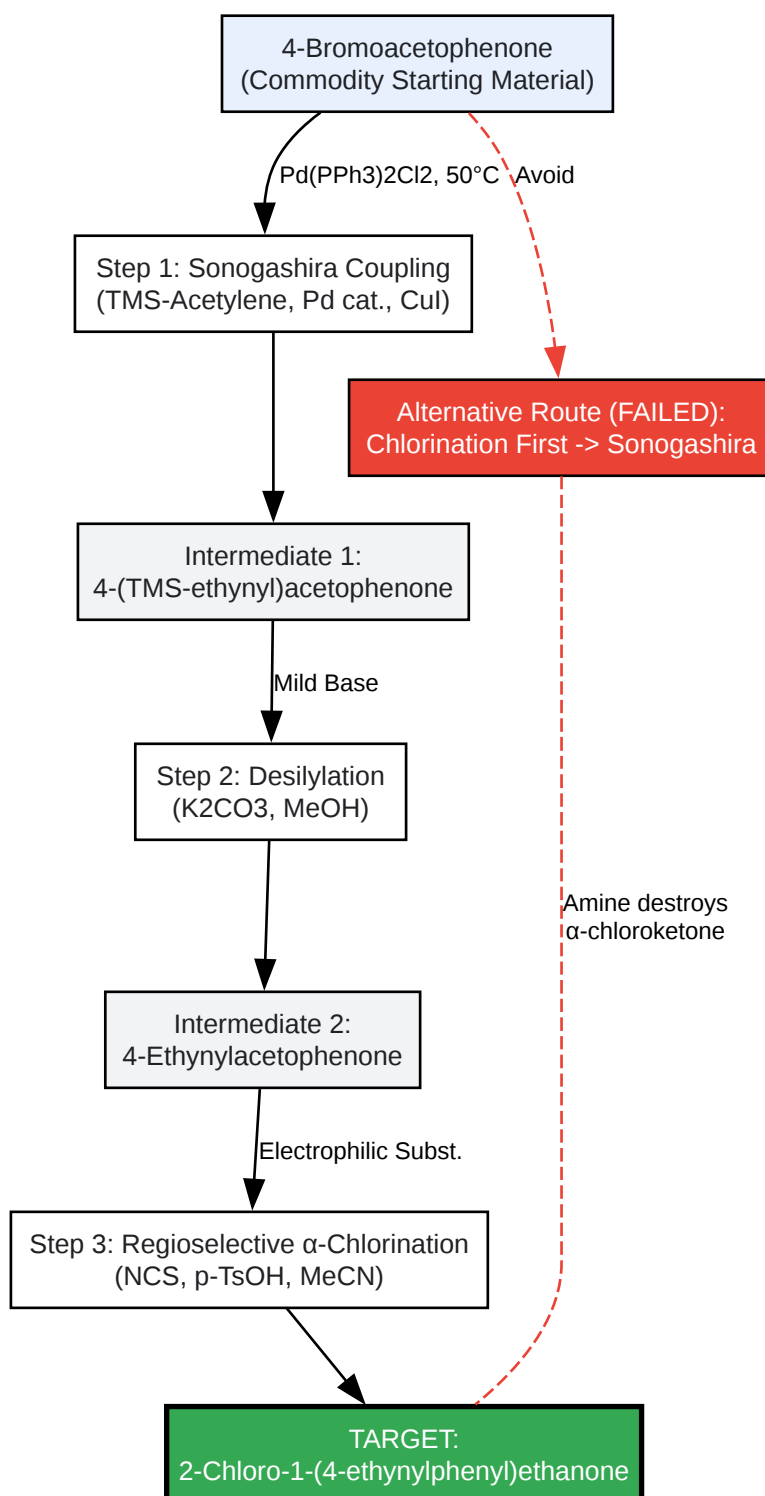 4-Bromoacetophenone
(Commodity Starting Material)
Pd(PPh3)2Cl2, 50°C
Avoid
Step 1: Sonogashira Coupling
(TMS-Acetylene, Pd cat., CuI)
Alternative Route (FAILED):
Chlorination First -> Sonogashira
Intermediate 1:
4-(TMS-ethynyl)acetophenone
Mild Base
Step 2: Desilylation
(K2CO3, MeOH)
Amine destroys
α-chloroketone
Intermediate 2:
4-Ethynylacetophenone
Electrophilic Subst.
Step 3: Regioselective α-Chlorination
(NCS, p-TsOH, MeCN)
TARGET:
2-Chloro-1-(4-ethynylphenyl)ethanone